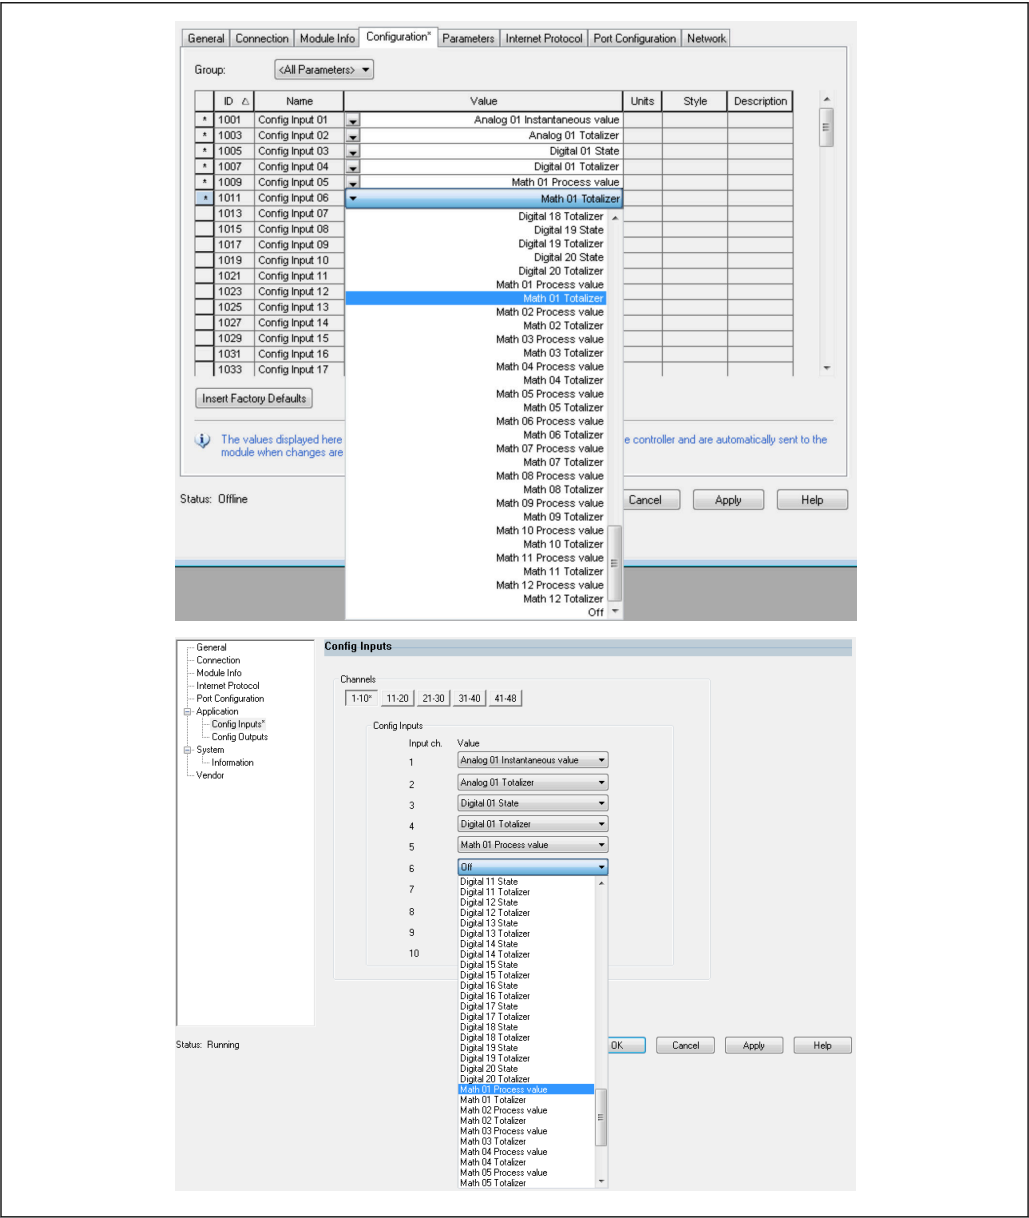 General Connection Module Info Configuration* Parameters Internet Protocol Port Configuration Network
Group: <All Parameters>
ID Name Value Units Style Description
* 1001 Config Input 01 Analog 01 Instantaneous value
* 1003 Config Input 02 Analog 01 Totalizer
* 1005 Config Input 03 Digital 01 State
* 1007 Config Input 04 Digital 01 Totalizer
* 1009 Config Input 05 Math 01 Process value
* 1011 Config Input 06 Math 01 Totalizer
1013 Config Input 07
1015 Config Input 08
1017 Config Input 09
1019 Config Input 10
1021 Config Input 11
1023 Config Input 12
1025 Config Input 13
1027 Config Input 14
1029 Config Input 15
1031 Config Input 16
1033 Config Input 17
Digital 18 Totalizer
Digital 19 State
Digital 19 Totalizer
Digital 20 State
Digital 20 Totalizer
Math 01 Process value
Math 01 Totalizer
Math 02 Process value
Math 02 Totalizer
Math 03 Process value
Math 03 Totalizer
Math 04 Process value
Math 04 Totalizer
Math 05 Process value
Math 05 Totalizer
Math 06 Process value
Math 06 Totalizer
Math 07 Process value
Math 07 Totalizer
Math 08 Process value
Math 08 Totalizer
Math 09 Process value
Math 09 Totalizer
Math 10 Process value
Math 10 Totalizer
Math 11 Process value
Math 11 Totalizer
Math 12 Process value
Math 12 Totalizer
Off
Insert Factory Defaults
The values displayed here e controller and are automatically sent to the
module when changes are
Status: Offline Cancel Apply Help
General
Connection
Module Info
Internet Protocol
Port Configuration
Application
Config Inputs*
Config Outputs
System
Information
Vendor
Config Inputs
Channels
1-10* 11-20 21-30 31-40 41-48
Config Inputs
Input ch. Value
1 Analog 01 Instantaneous value
2 Analog 01 Totalizer
3 Digital 01 State
4 Digital 01 Totalizer
5 Math 01 Process value
6 Off
7
8
9
10
Digital 11 State
Digital 11 Totalizer
Digital 12 State
Digital 12 Totalizer
Digital 13 State
Digital 13 Totalizer
Digital 14 State
Digital 14 Totalizer
Digital 15 State
Digital 15 Totalizer
Digital 16 State
Digital 16 Totalizer
Digital 17 State
Digital 17 Totalizer
Digital 18 State
Digital 18 Totalizer
Digital 19 State
Digital 19 Totalizer
Digital 20 State
Digital 20 Totalizer
Math 01 Process value
Math 01 Totalizer
Math 02 Process value
Math 02 Totalizer
Math 03 Process value
Math 03 Totalizer
Math 04 Process value
Math 04 Totalizer
Math 05 Process value
Math 05 Totalizer
Status: Running OK Cancel Apply Help